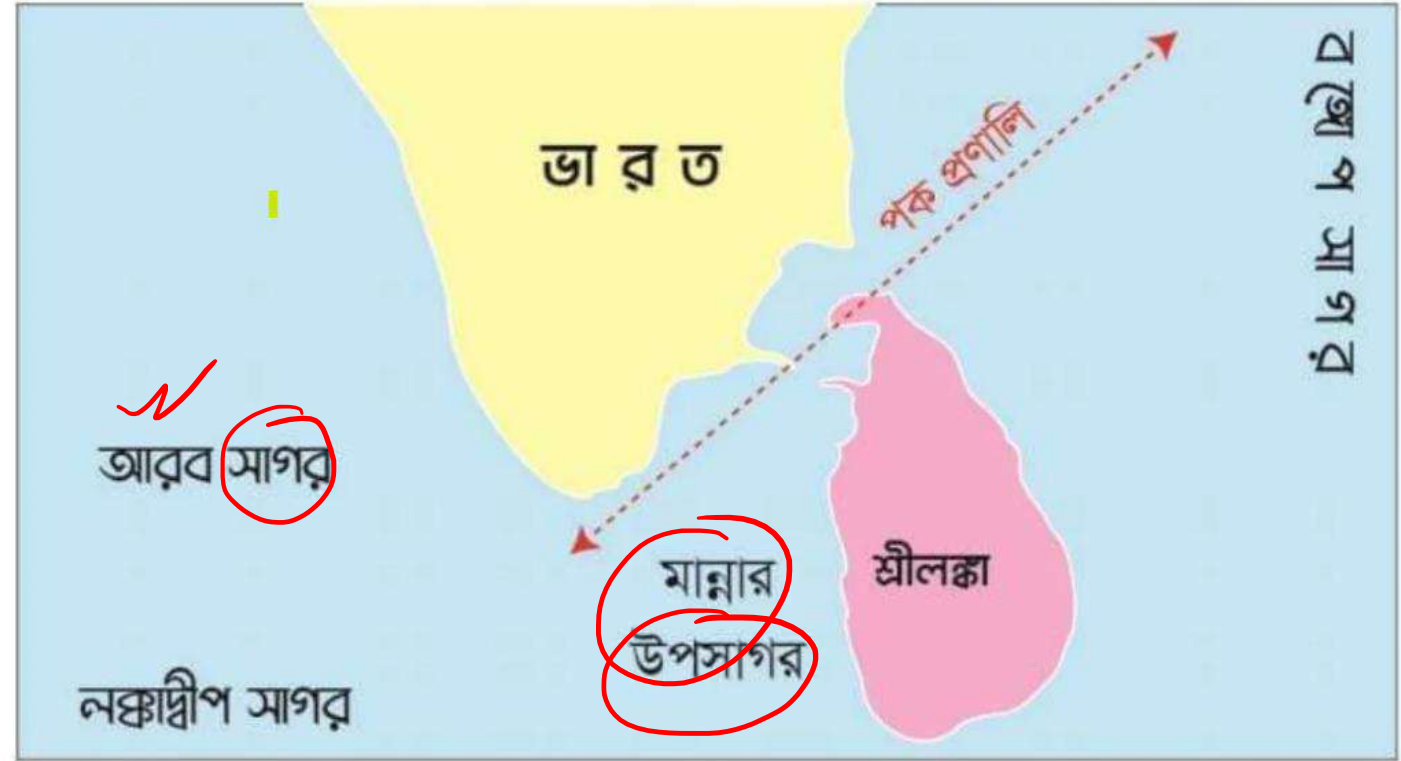 ভারত
পক প্রণালি
বঙ্গোপসাগর
আরব সাগর
মান্নার
উপসাগর
শ্রীলঙ্কা
লক্কাদ্বীপ সাগর